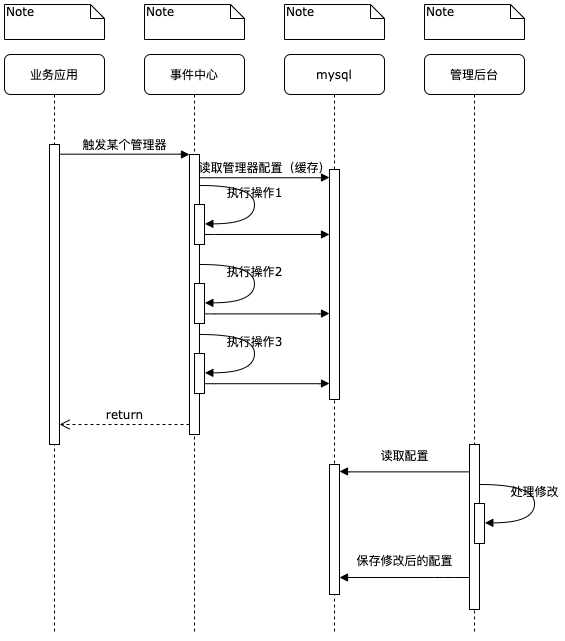 Note
Note
Note
Note
业务应用
事件中心
mysql
管理后台
触发某个管理器
读取管理器配置（缓存）
执行操作1
执行操作2
执行操作3
return
读取配置
处理修改
保存修改后的配置